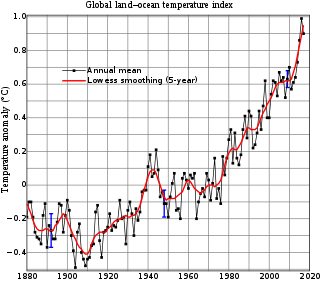 Global land–ocean temperature index
1.0
0.8
0.6
0.4
0.2
0.0
−0.2
−0.4
Temperature anomaly (°C)
Annual mean
Lowess smoothing (5-year)
1880 1900 1920 1940 1960 1980 2000 2020